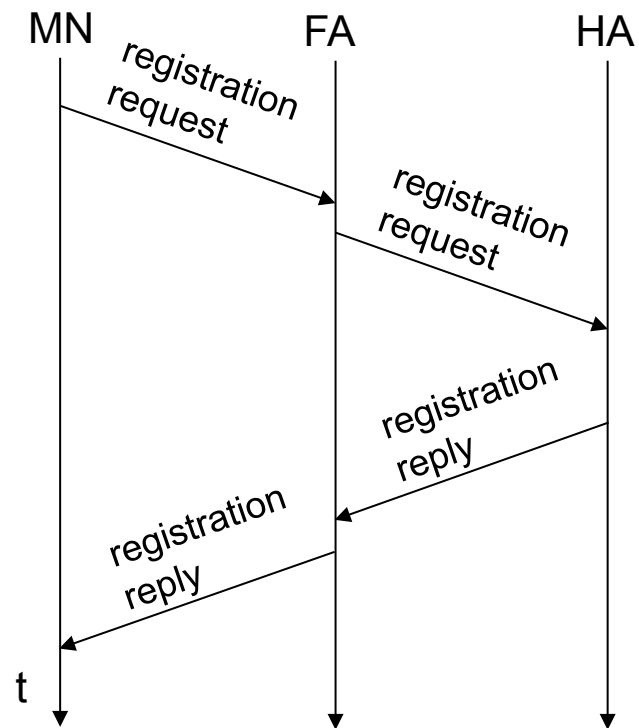 MN
FA
HA
registration
request
registration
request
registration
reply
registration
reply
t